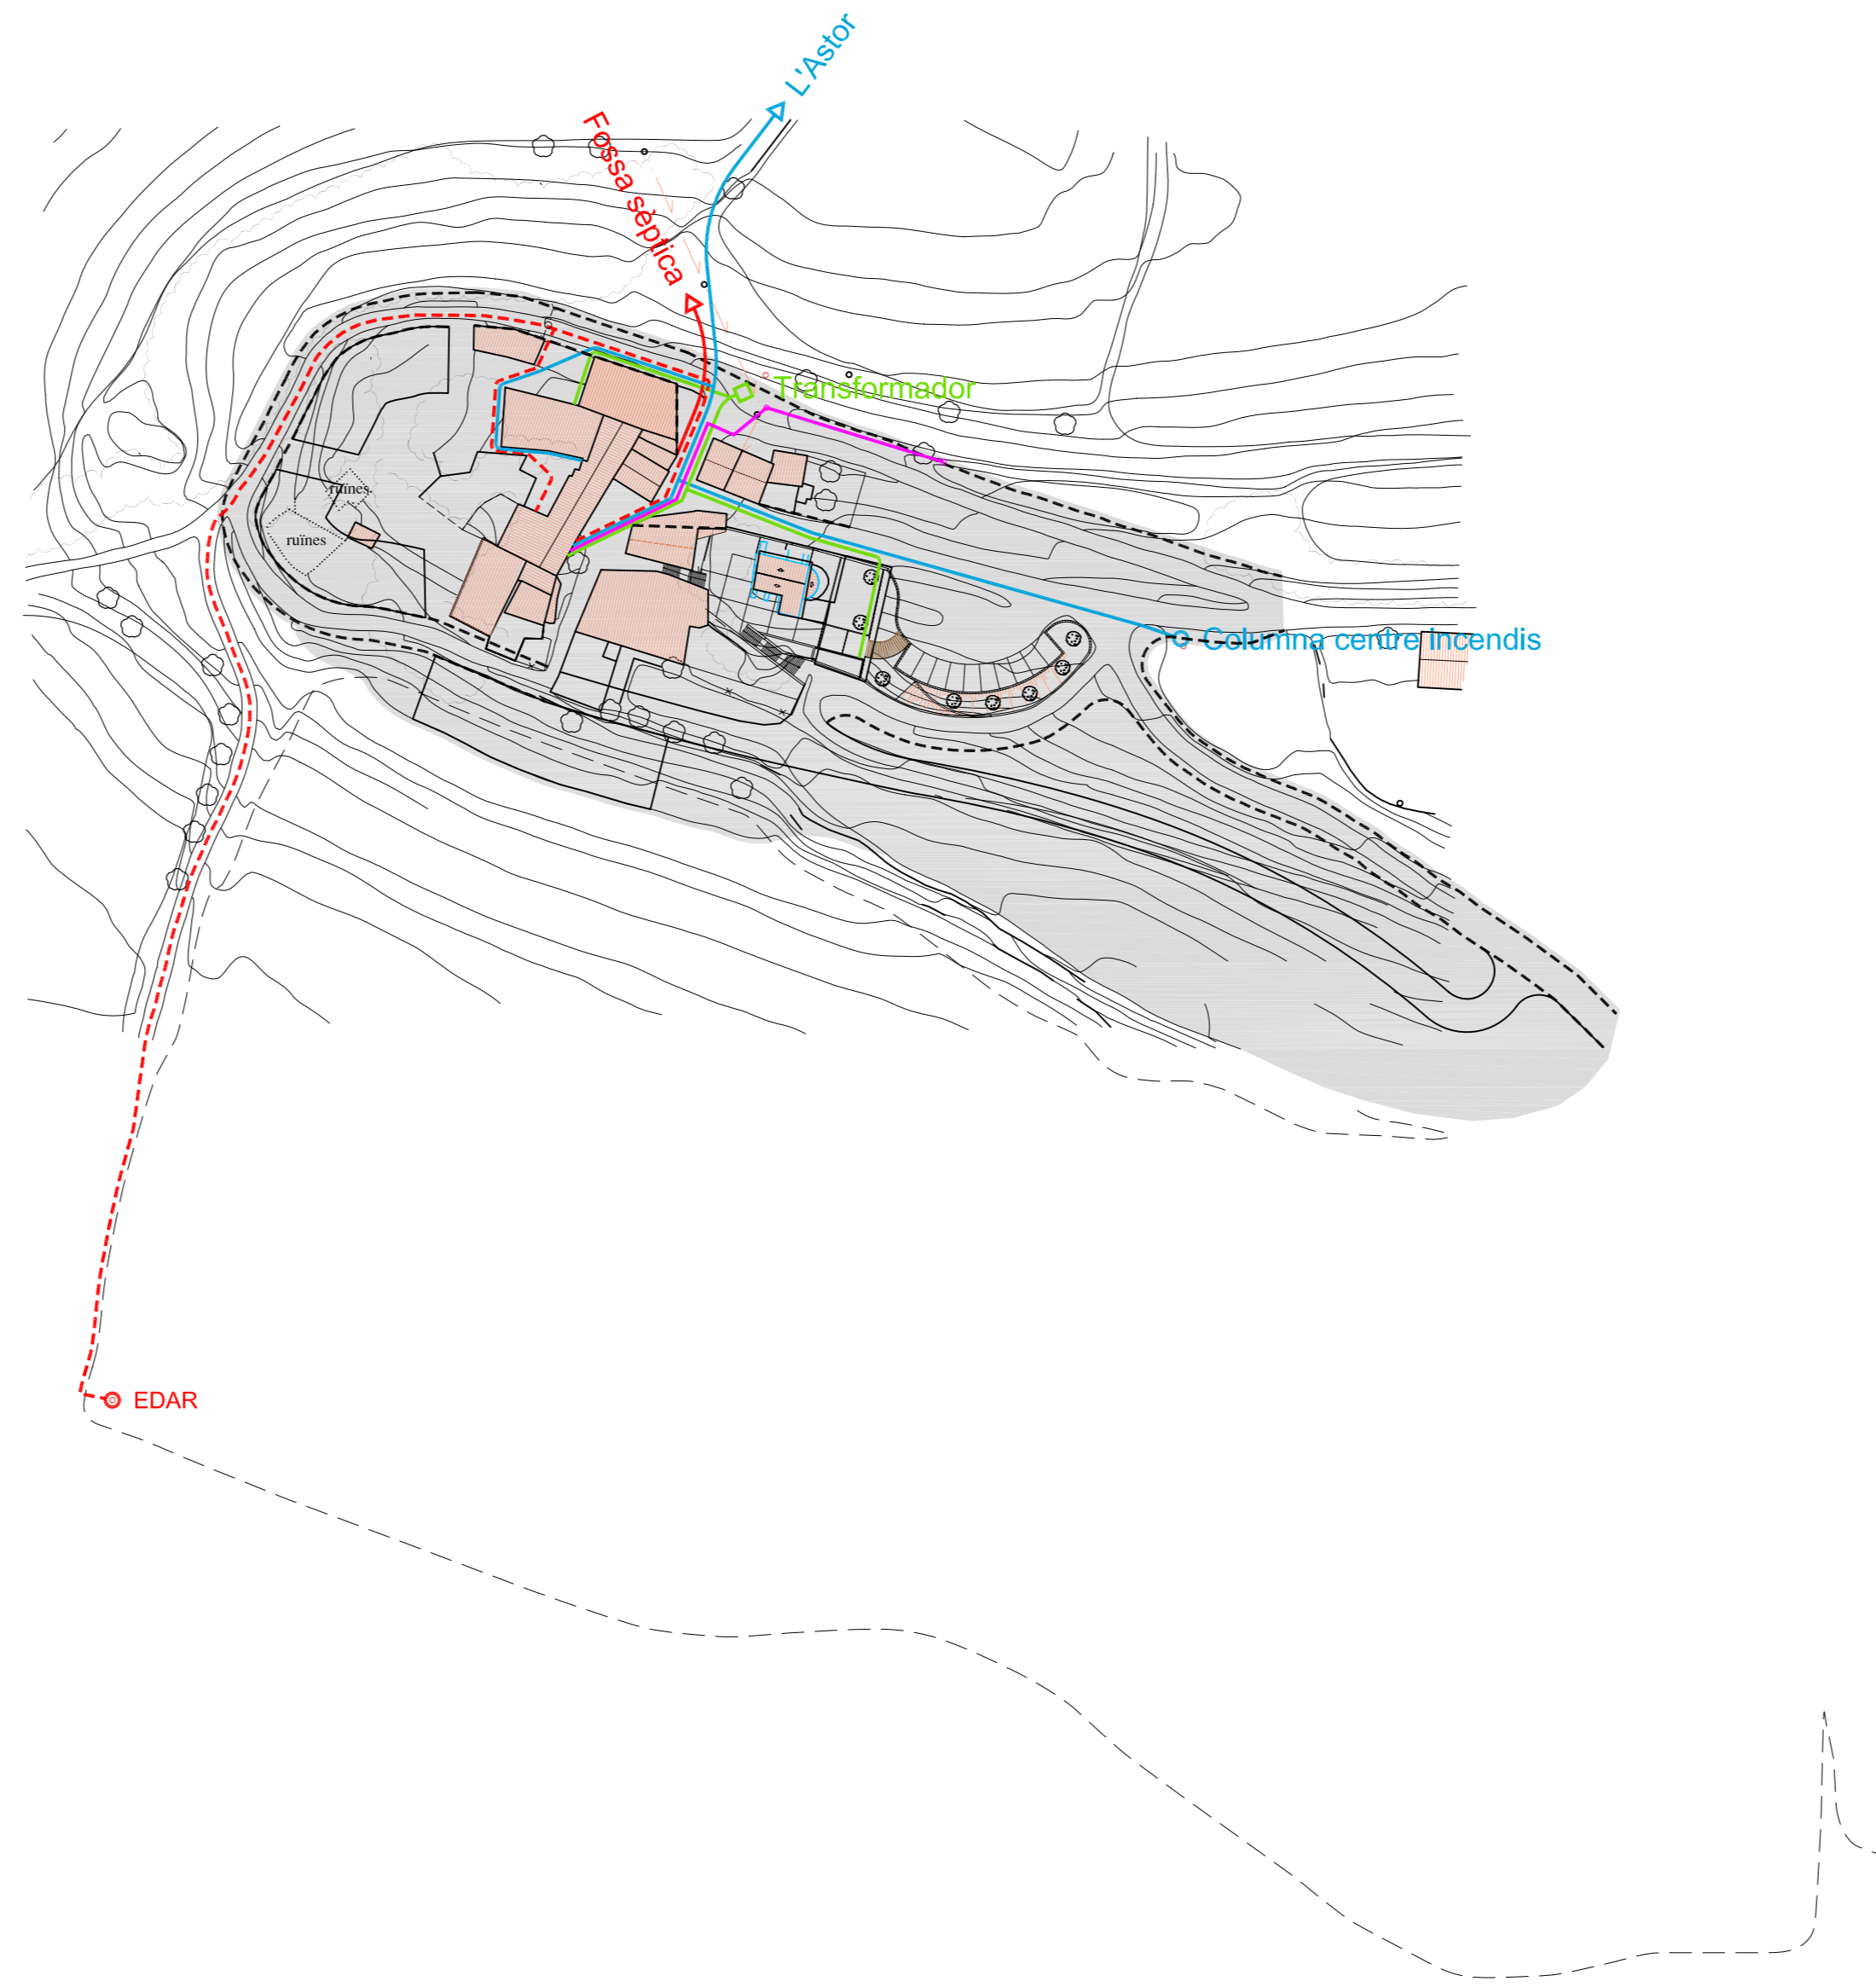 L'Astor
Fossa sèptica
Transformador
ruïnes
ruïnes
Columna centre Incendis
EDAR